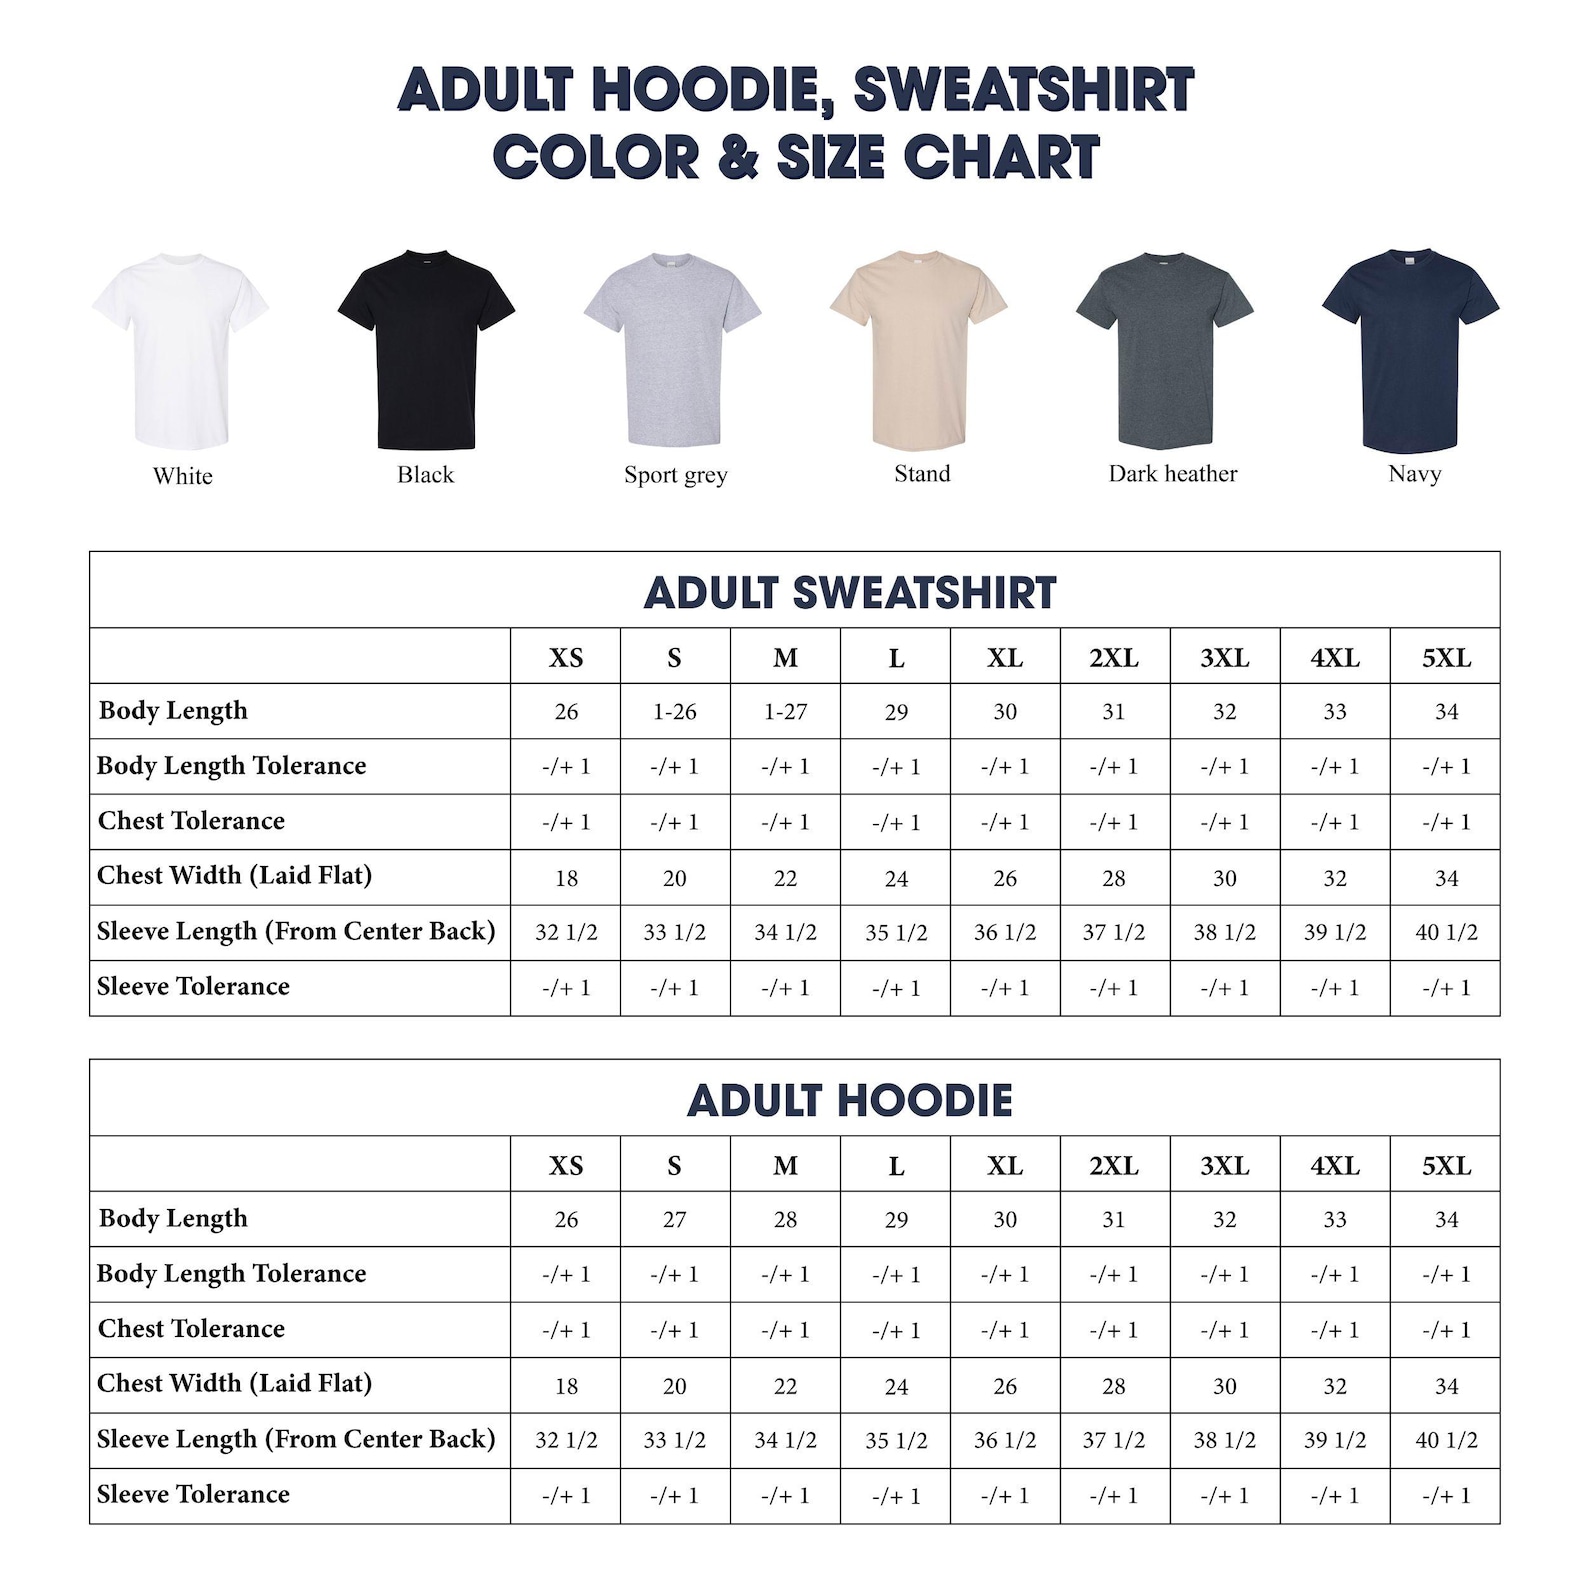 ADULT HOODIE, SWEATSHIRT
COLOR & SIZE CHART
White Black Sport grey Stand Dark heather Navy
ADULT SWEATSHIRT
XS S M L XL 2XL 3XL 4XL 5XL
Body Length 26 1-26 1-27 29 30 31 32 33 34
Body Length Tolerance -/+ 1 -/+ 1 -/+ 1 -/+ 1 -/+ 1 -/+ 1 -/+ 1 -/+ 1 -/+ 1
Chest Tolerance -/+ 1 -/+ 1 -/+ 1 -/+ 1 -/+ 1 -/+ 1 -/+ 1 -/+ 1 -/+ 1
Chest Width (Laid Flat) 18 20 22 24 26 28 30 32 34
Sleeve Length (From Center Back) 32 1/2 33 1/2 34 1/2 35 1/2 36 1/2 37 1/2 38 1/2 39 1/2 40 1/2
Sleeve Tolerance -/+ 1 -/+ 1 -/+ 1 -/+ 1 -/+ 1 -/+ 1 -/+ 1 -/+ 1 -/+ 1
ADULT HOODIE
XS S M L XL 2XL 3XL 4XL 5XL
Body Length 26 27 28 29 30 31 32 33 34
Body Length Tolerance -/+ 1 -/+ 1 -/+ 1 -/+ 1 -/+ 1 -/+ 1 -/+ 1 -/+ 1 -/+ 1
Chest Tolerance -/+ 1 -/+ 1 -/+ 1 -/+ 1 -/+ 1 -/+ 1 -/+ 1 -/+ 1 -/+ 1
Chest Width (Laid Flat) 18 20 22 24 26 28 30 32 34
Sleeve Length (From Center Back) 32 1/2 33 1/2 34 1/2 35 1/2 36 1/2 37 1/2 38 1/2 39 1/2 40 1/2
Sleeve Tolerance -/+ 1 -/+ 1 -/+ 1 -/+ 1 -/+ 1 -/+ 1 -/+ 1 -/+ 1 -/+ 1